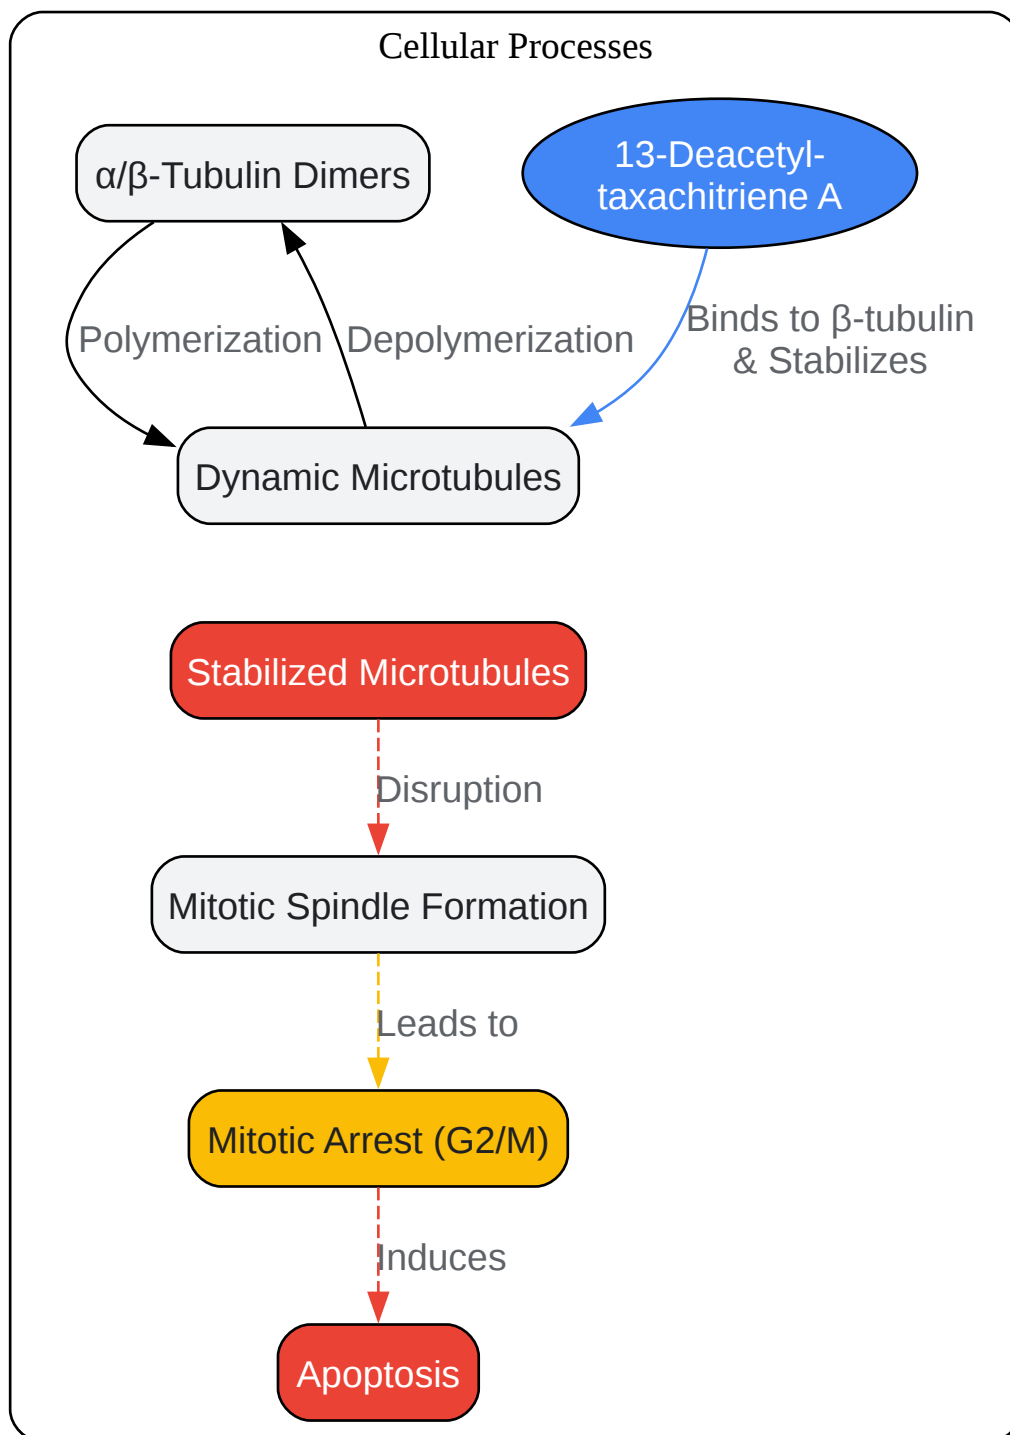 Cellular Processes
α/β-Tubulin Dimers
13-Deacetyl-
taxachitriene A
Polymerization
Depolymerization
Binds to β-tubulin
& Stabilizes
Dynamic Microtubules
Stabilized Microtubules
Disruption
Mitotic Spindle Formation
Leads to
Mitotic Arrest (G2/M)
Induces
Apoptosis